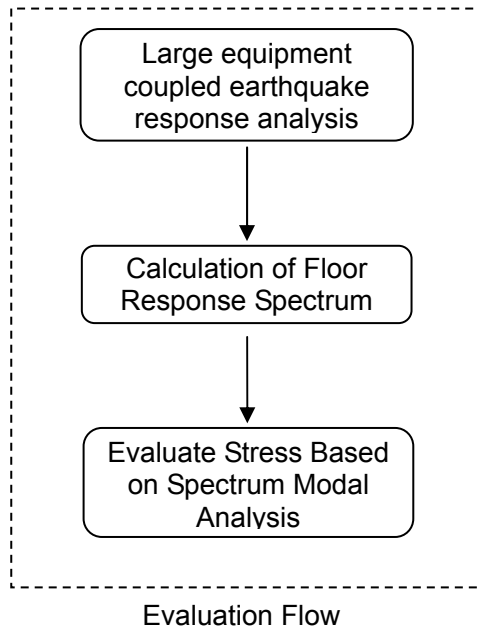 Large equipment
coupled earthquake
response analysis
Calculation of Floor
Response Spectrum
Evaluate Stress Based
on Spectrum Modal
Analysis
Evaluation Flow